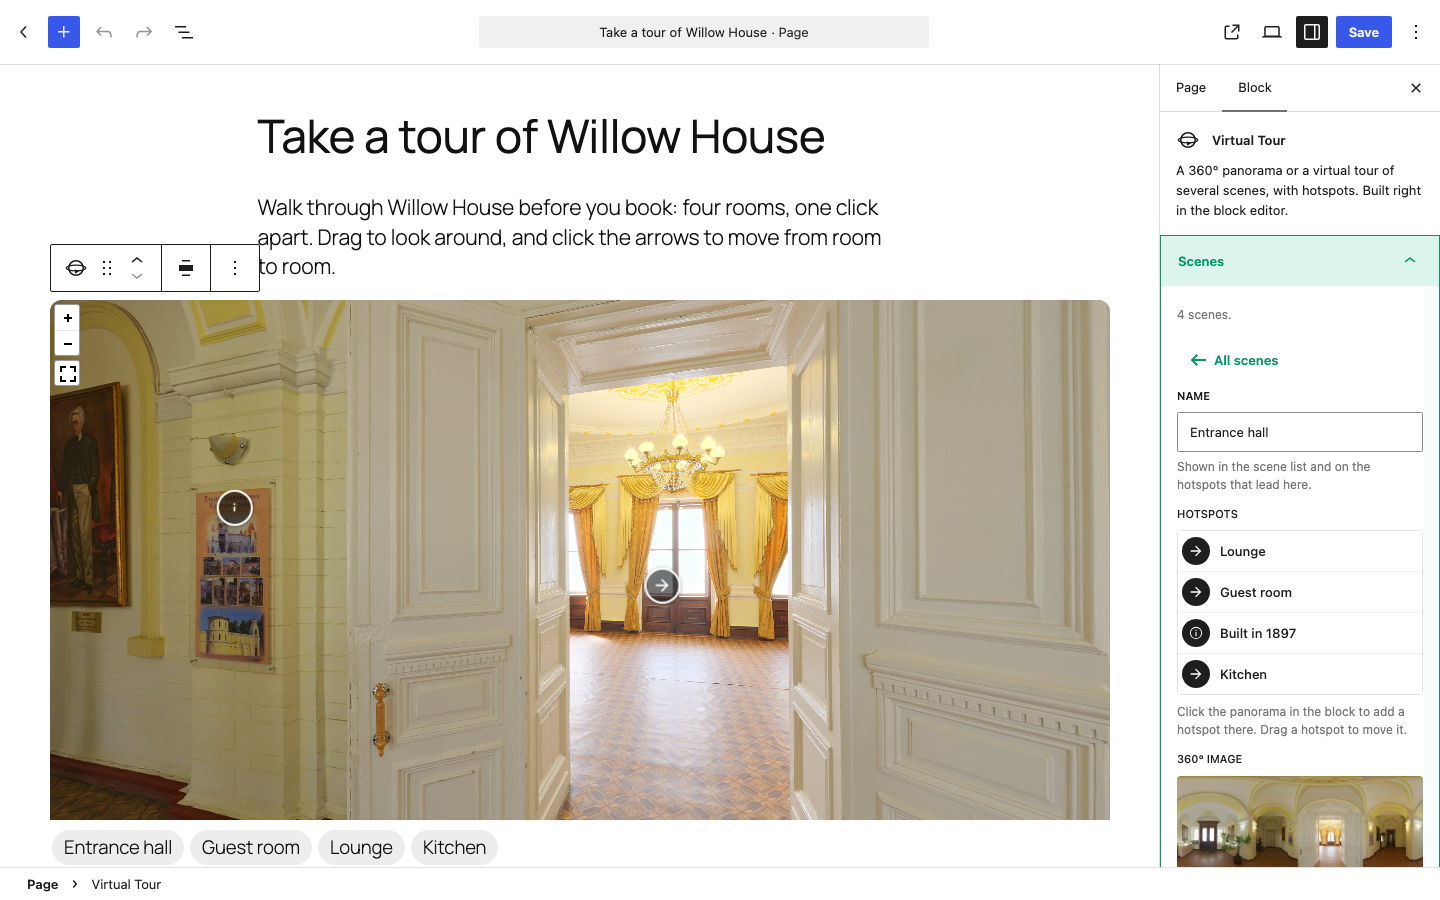 Take a tour of Willow House · Page
Save
Take a tour of Willow House
Walk through Willow House before you book: four rooms, one click
apart. Drag to look around, and click the arrows to move from room
to room.
Entrance hall
Guest room
Lounge
Kitchen
Page
Block
Virtual Tour
A 360° panorama or a virtual tour of
several scenes, with hotspots. Built right
in the block editor.
Scenes
4 scenes.
All scenes
NAME
Entrance hall
Shown in the scene list and on the
hotspots that lead here.
HOTSPOTS
Lounge
Guest room
Built in 1897
Kitchen
Click the panorama in the block to add a
hotspot there. Drag a hotspot to move it.
360° IMAGE
Page
Virtual Tour